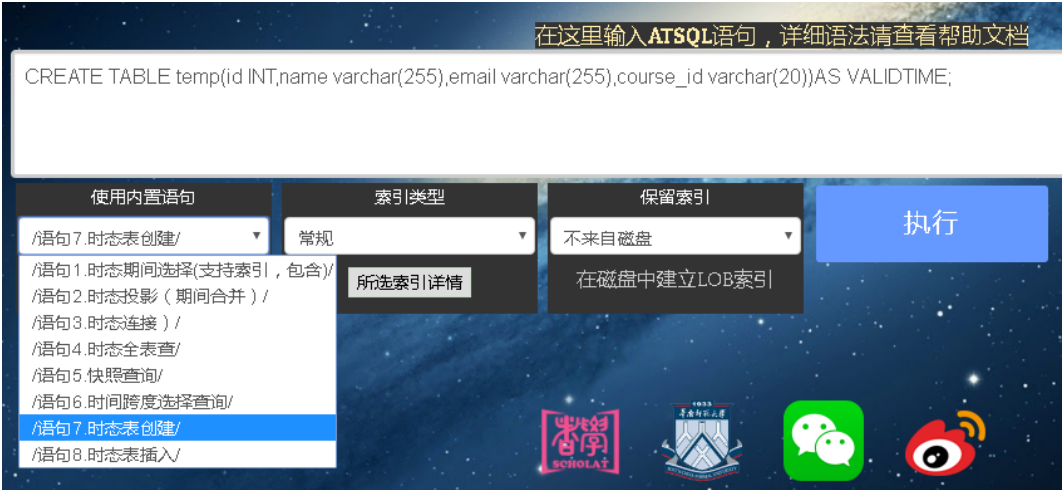 在这里输入ATSQL语句，详细语法请查看帮助文档
CREATE TABLE temp(id INT,name varchar(255),email varchar(255),course_id varchar(20))AS VALIDTIME;
使用内置语句
索引类型
保留索引
执行
/语句7.时态表创建/
常规
不来自磁盘
/语句1.时态期间选择(支持索引，包含)/
/语句2.时态投影（期间合并）/
/语句3.时态连接）/
/语句4.时态全表查/
/语句5.快照查询/
/语句6.时间跨度选择查询/
/语句7.时态表创建/
/语句8.时态表插入/
所选索引详情
在磁盘中建立LOB索引
SCHOLAT
1933
华南师范大学